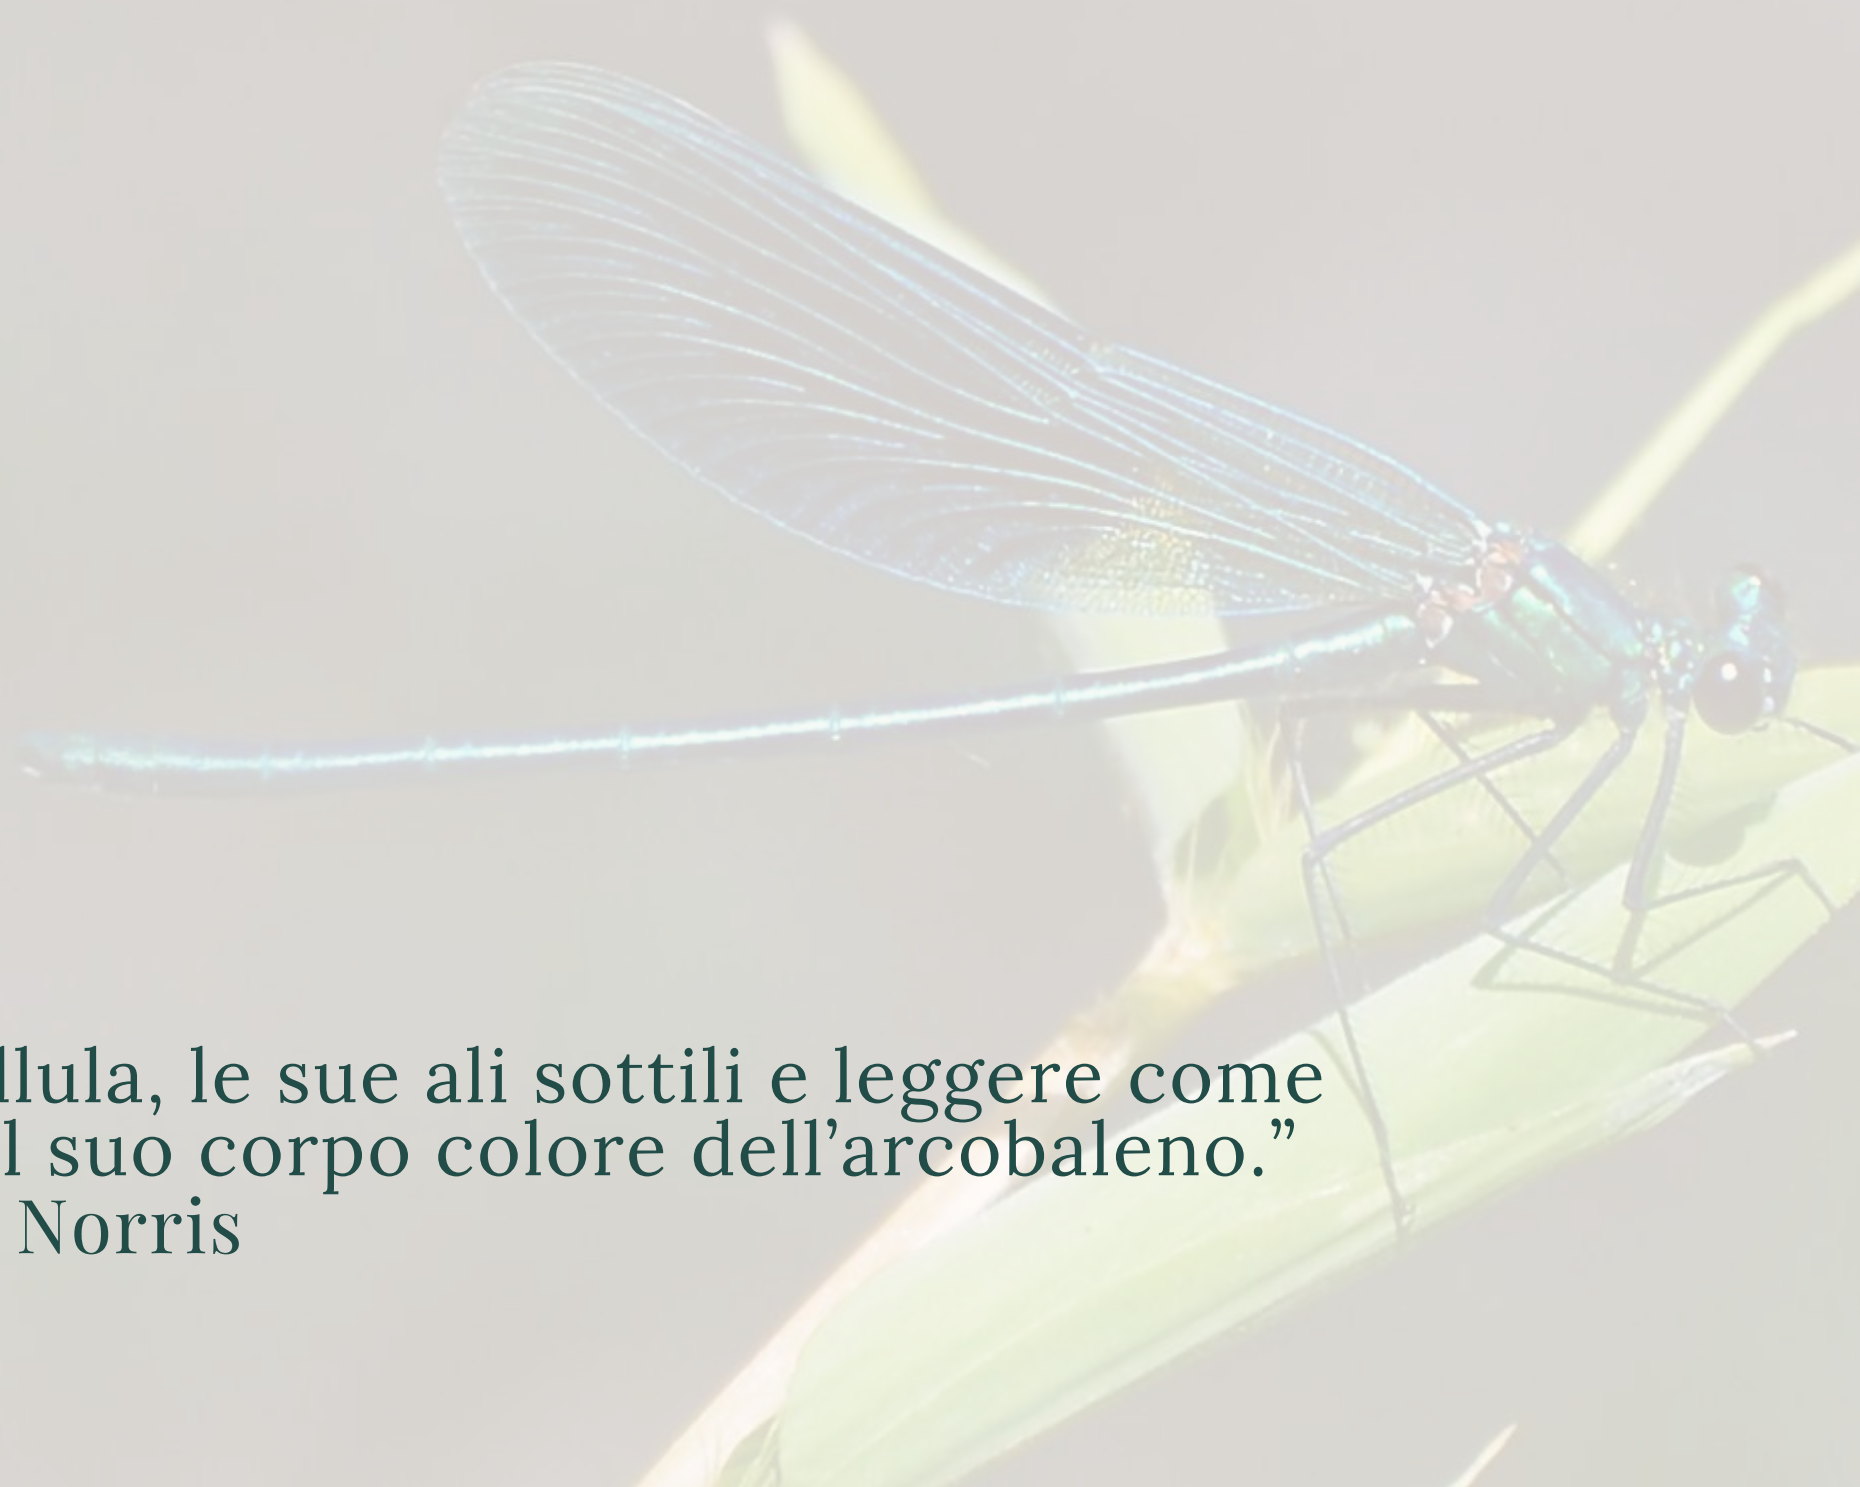 llula, le sue ali sottili e leggere come
l suo corpo colore dell’arcobaleno.”
Norris